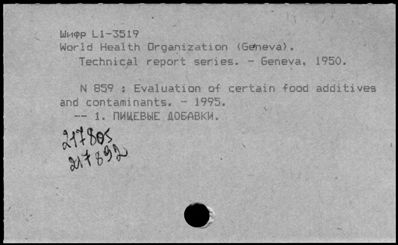 Шифр L1-3519
World Health Organization (Geneva).
Technical report series. - Geneva, 1950.
N 859 : Evaluation of certain food additives
and contaminants. - 1995.
-- 1. ПИЩЕВЫЕ ДОБАВКИ.
217805
217892